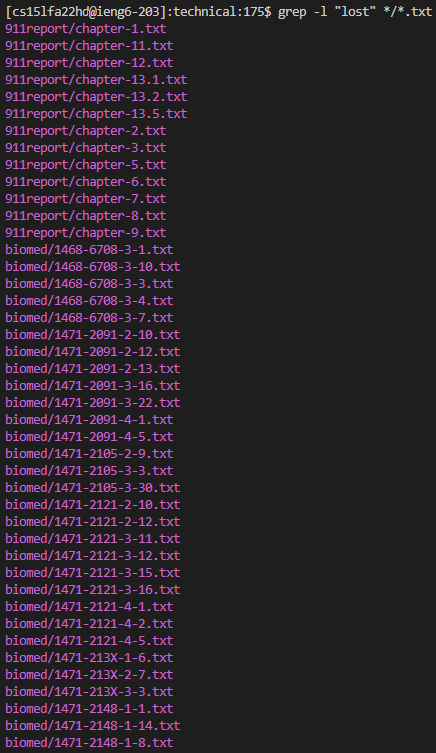 [cs15lfa22hd@ieng6-203]:technical:175$ grep -l "lost" */*.txt
911report/chapter-1.txt
911report/chapter-11.txt
911report/chapter-12.txt
911report/chapter-13.1.txt
911report/chapter-13.2.txt
911report/chapter-13.5.txt
911report/chapter-2.txt
911report/chapter-3.txt
911report/chapter-5.txt
911report/chapter-6.txt
911report/chapter-7.txt
911report/chapter-8.txt
911report/chapter-9.txt
biomed/1468-6708-3-1.txt
biomed/1468-6708-3-10.txt
biomed/1468-6708-3-3.txt
biomed/1468-6708-3-4.txt
biomed/1468-6708-3-7.txt
biomed/1471-2091-2-10.txt
biomed/1471-2091-2-12.txt
biomed/1471-2091-2-13.txt
biomed/1471-2091-3-16.txt
biomed/1471-2091-3-22.txt
biomed/1471-2091-4-1.txt
biomed/1471-2091-4-5.txt
biomed/1471-2105-2-9.txt
biomed/1471-2105-3-3.txt
biomed/1471-2105-3-30.txt
biomed/1471-2121-2-10.txt
biomed/1471-2121-2-12.txt
biomed/1471-2121-3-11.txt
biomed/1471-2121-3-12.txt
biomed/1471-2121-3-15.txt
biomed/1471-2121-3-16.txt
biomed/1471-2121-4-1.txt
biomed/1471-2121-4-2.txt
biomed/1471-2121-4-5.txt
biomed/1471-213X-1-6.txt
biomed/1471-213X-2-7.txt
biomed/1471-213X-3-3.txt
biomed/1471-2148-1-1.txt
biomed/1471-2148-1-14.txt
biomed/1471-2148-1-8.txt